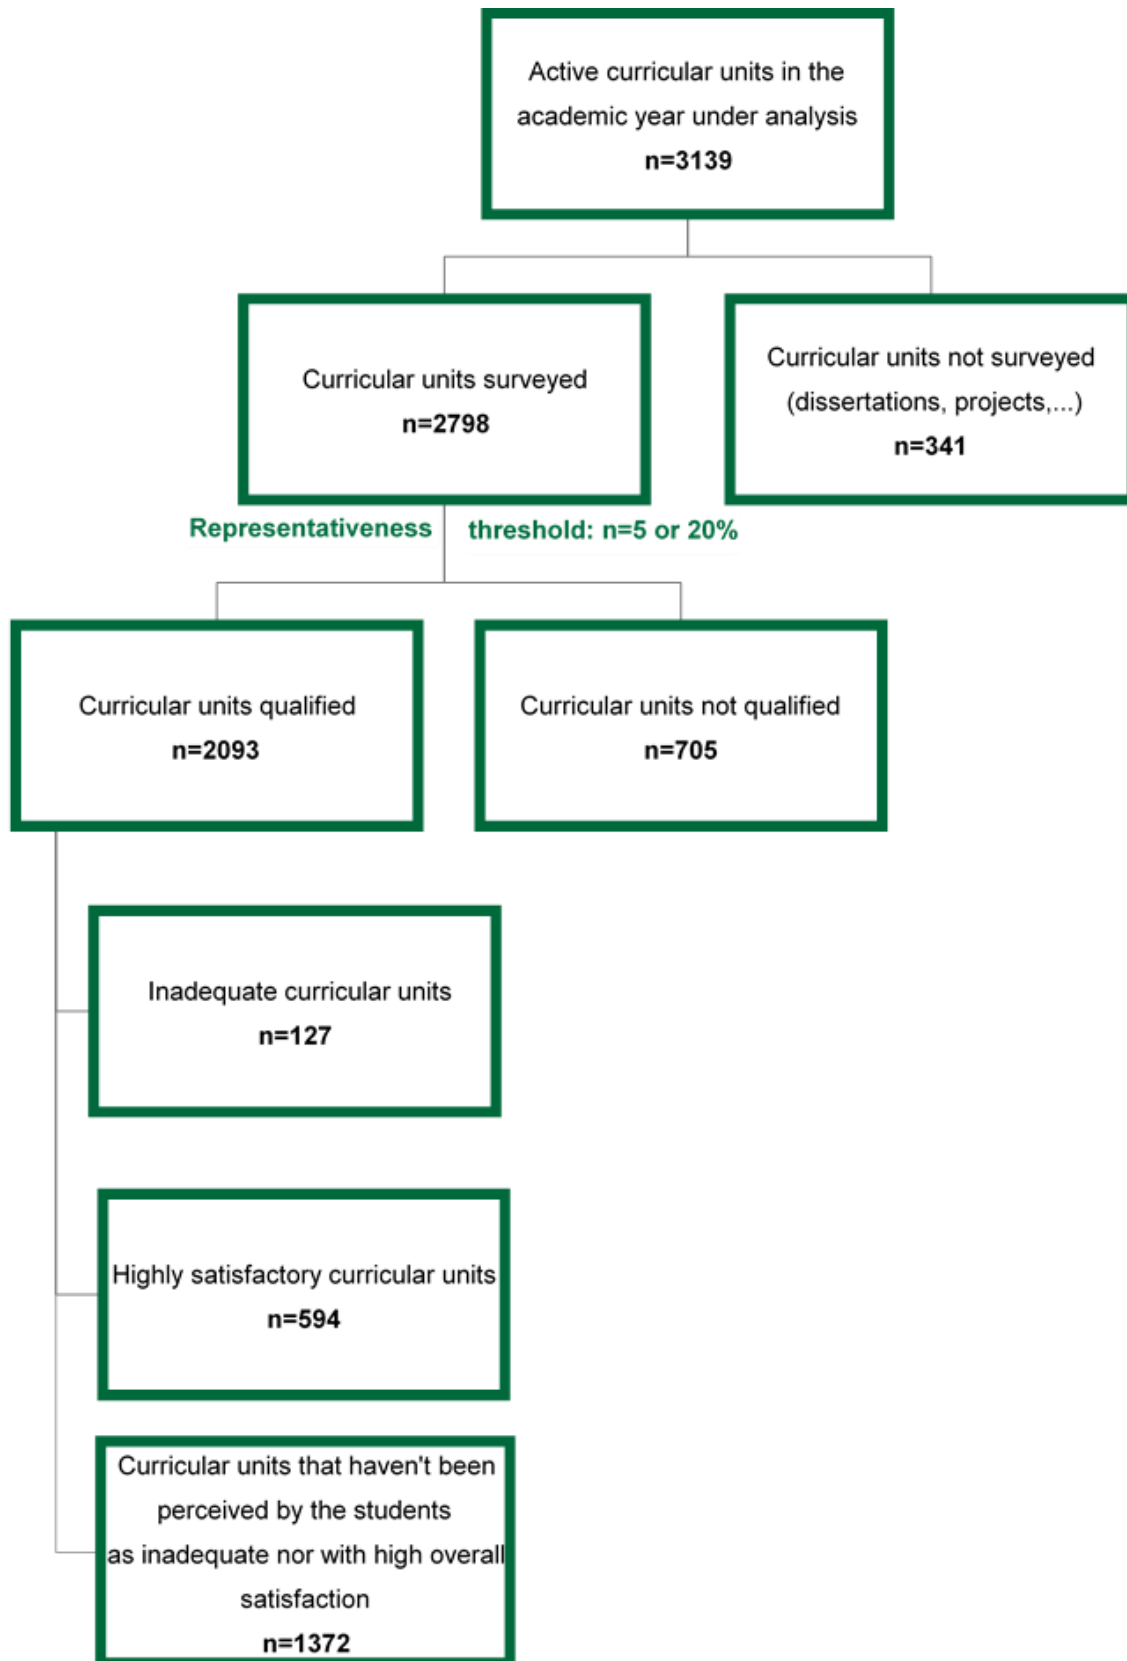 Active curricular units in the
academic year under analysis
n=3139
Curricular units surveyed
n=2798
Curricular units not surveyed
(dissertations, projects,...)
n=341
Representativeness threshold: n=5 or 20%
Curricular units qualified
n=2093
Curricular units not qualified
n=705
Inadequate curricular units
n=127
Highly satisfactory curricular units
n=594
Curricular units that haven't been
perceived by the students
as inadequate nor with high overall
satisfaction
n=1372